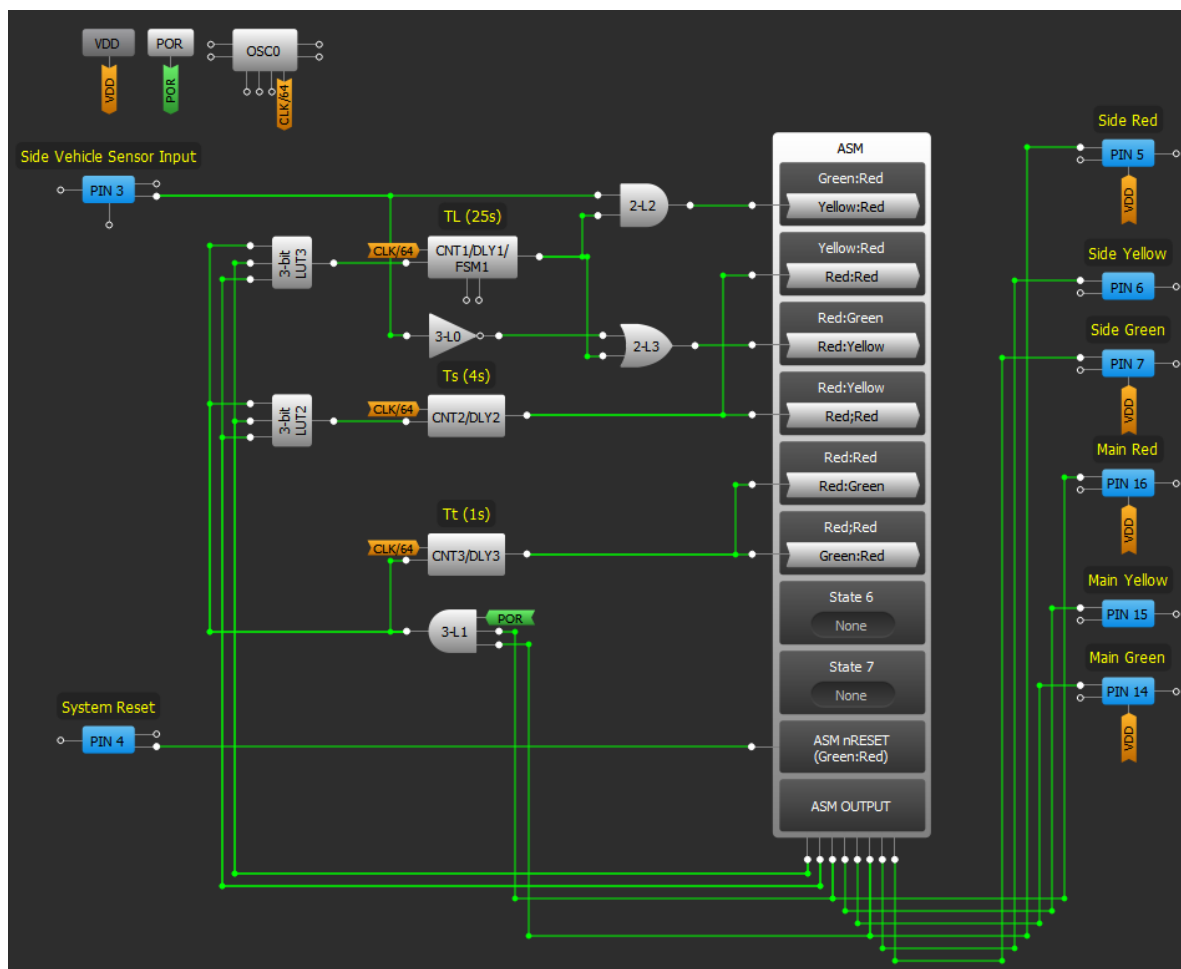 VDD
POR
OSC0
VDD
POR
CLK/64
Side Vehicle Sensor Input
PIN 3
3-bit
LUT3
TL (25s)
CLK/64
CNT1/DLY1/
FSM1
2-L2
3-L0
2-L3
Ts (4s)
3-bit
LUT2
CLK/64
CNT2/DLY2
Tt (1s)
CLK/64
CNT3/DLY3
3-L1
POR
System Reset
PIN 4
ASM
Green:Red
Yellow:Red
Yellow:Red
Red:Red
Red:Green
Red:Yellow
Red:Yellow
Red;Red
Red:Red
Red:Green
Red;Red
Green:Red
State 6
None
State 7
None
ASM nRESET
(Green:Red)
ASM OUTPUT
Side Red
PIN 5
VDD
Side Yellow
PIN 6
Side Green
PIN 7
VDD
Main Red
PIN 16
VDD
Main Yellow
PIN 15
Main Green
PIN 14
VDD